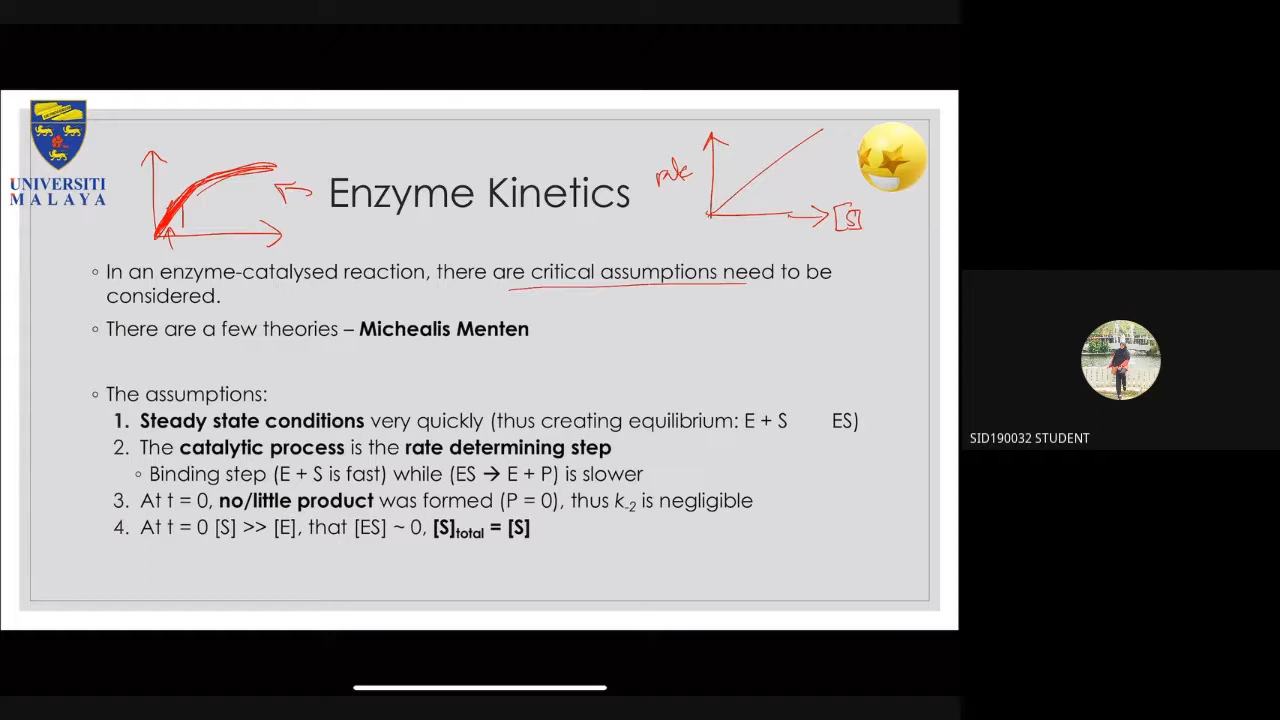 UNIVERSITI
MALAYA
Enzyme Kinetics
rate
[S]
◦ In an enzyme-catalysed reaction, there are critical assumptions need to be
considered.
◦ There are a few theories – Michealis Menten
◦ The assumptions:
1. Steady state conditions very quickly (thus creating equilibrium: E + S ES)
2. The catalytic process is the rate determining step
◦ Binding step (E + S is fast) while (ES → E + P) is slower
3. At t = 0, no/little product was formed (P = 0), thus k-2 is negligible
4. At t = 0 [S] >> [E], that [ES] ~ 0, [S]total = [S]
SID190032 STUDENT